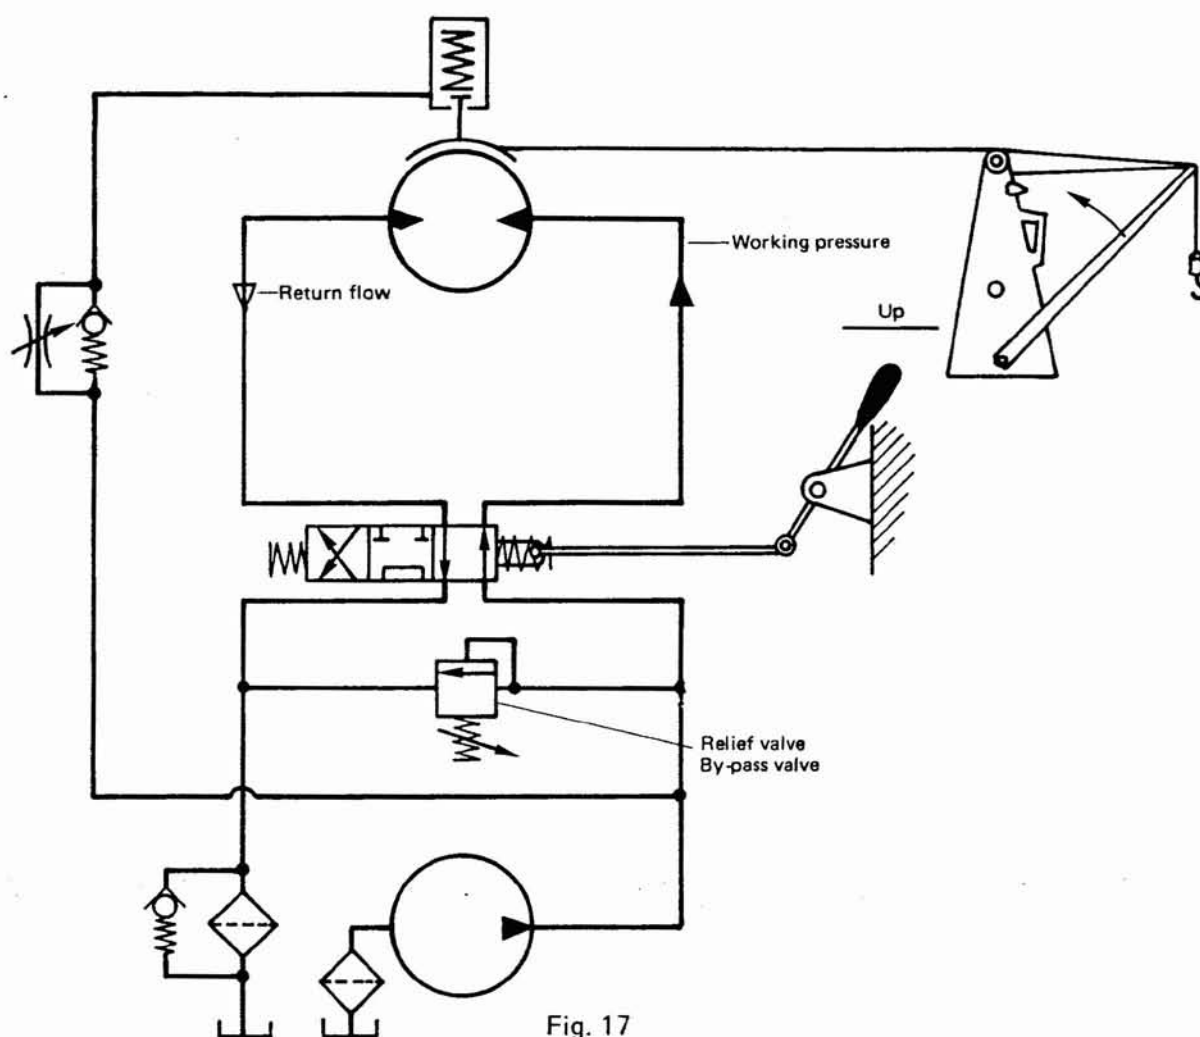 Working pressure
Return flow
Up
Relief valve
By-pass valve
Fig. 17